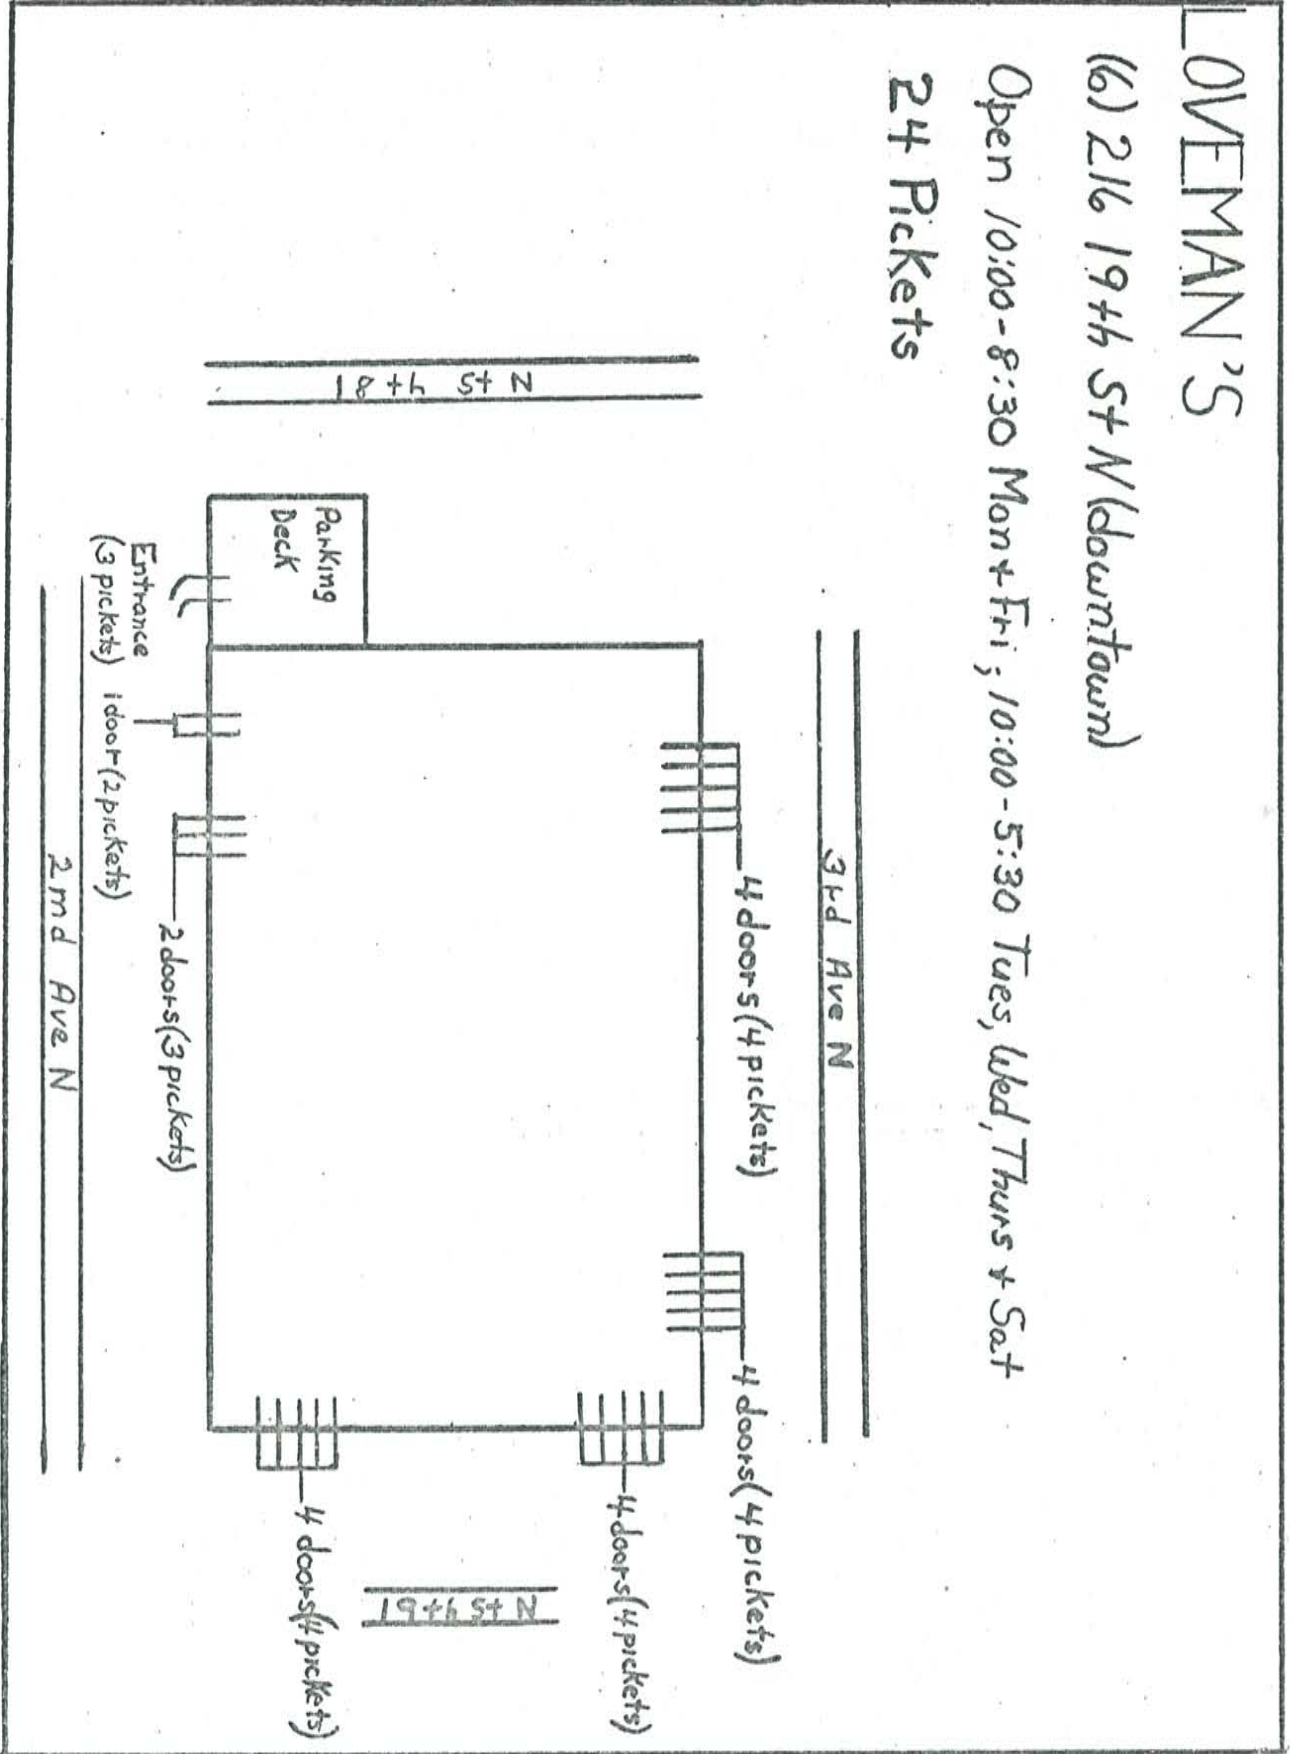 LOVEMAN'S
(6) 216 19th St N (downtown)
Open 10:00-8:30 Mon + Fri; 10:00-5:30 Tues, Wed, Thurs + Sat
24 Pickets
3rd Ave N
4 doors (4 pickets)
4 doors (4 pickets)
18th St N
Parking
Deck
4 doors (4 pickets)
19th St N
4 doors (4 pickets)
Entrance
(3 pickets)
1 door (2 pickets)
2 doors (3 pickets)
2nd Ave N